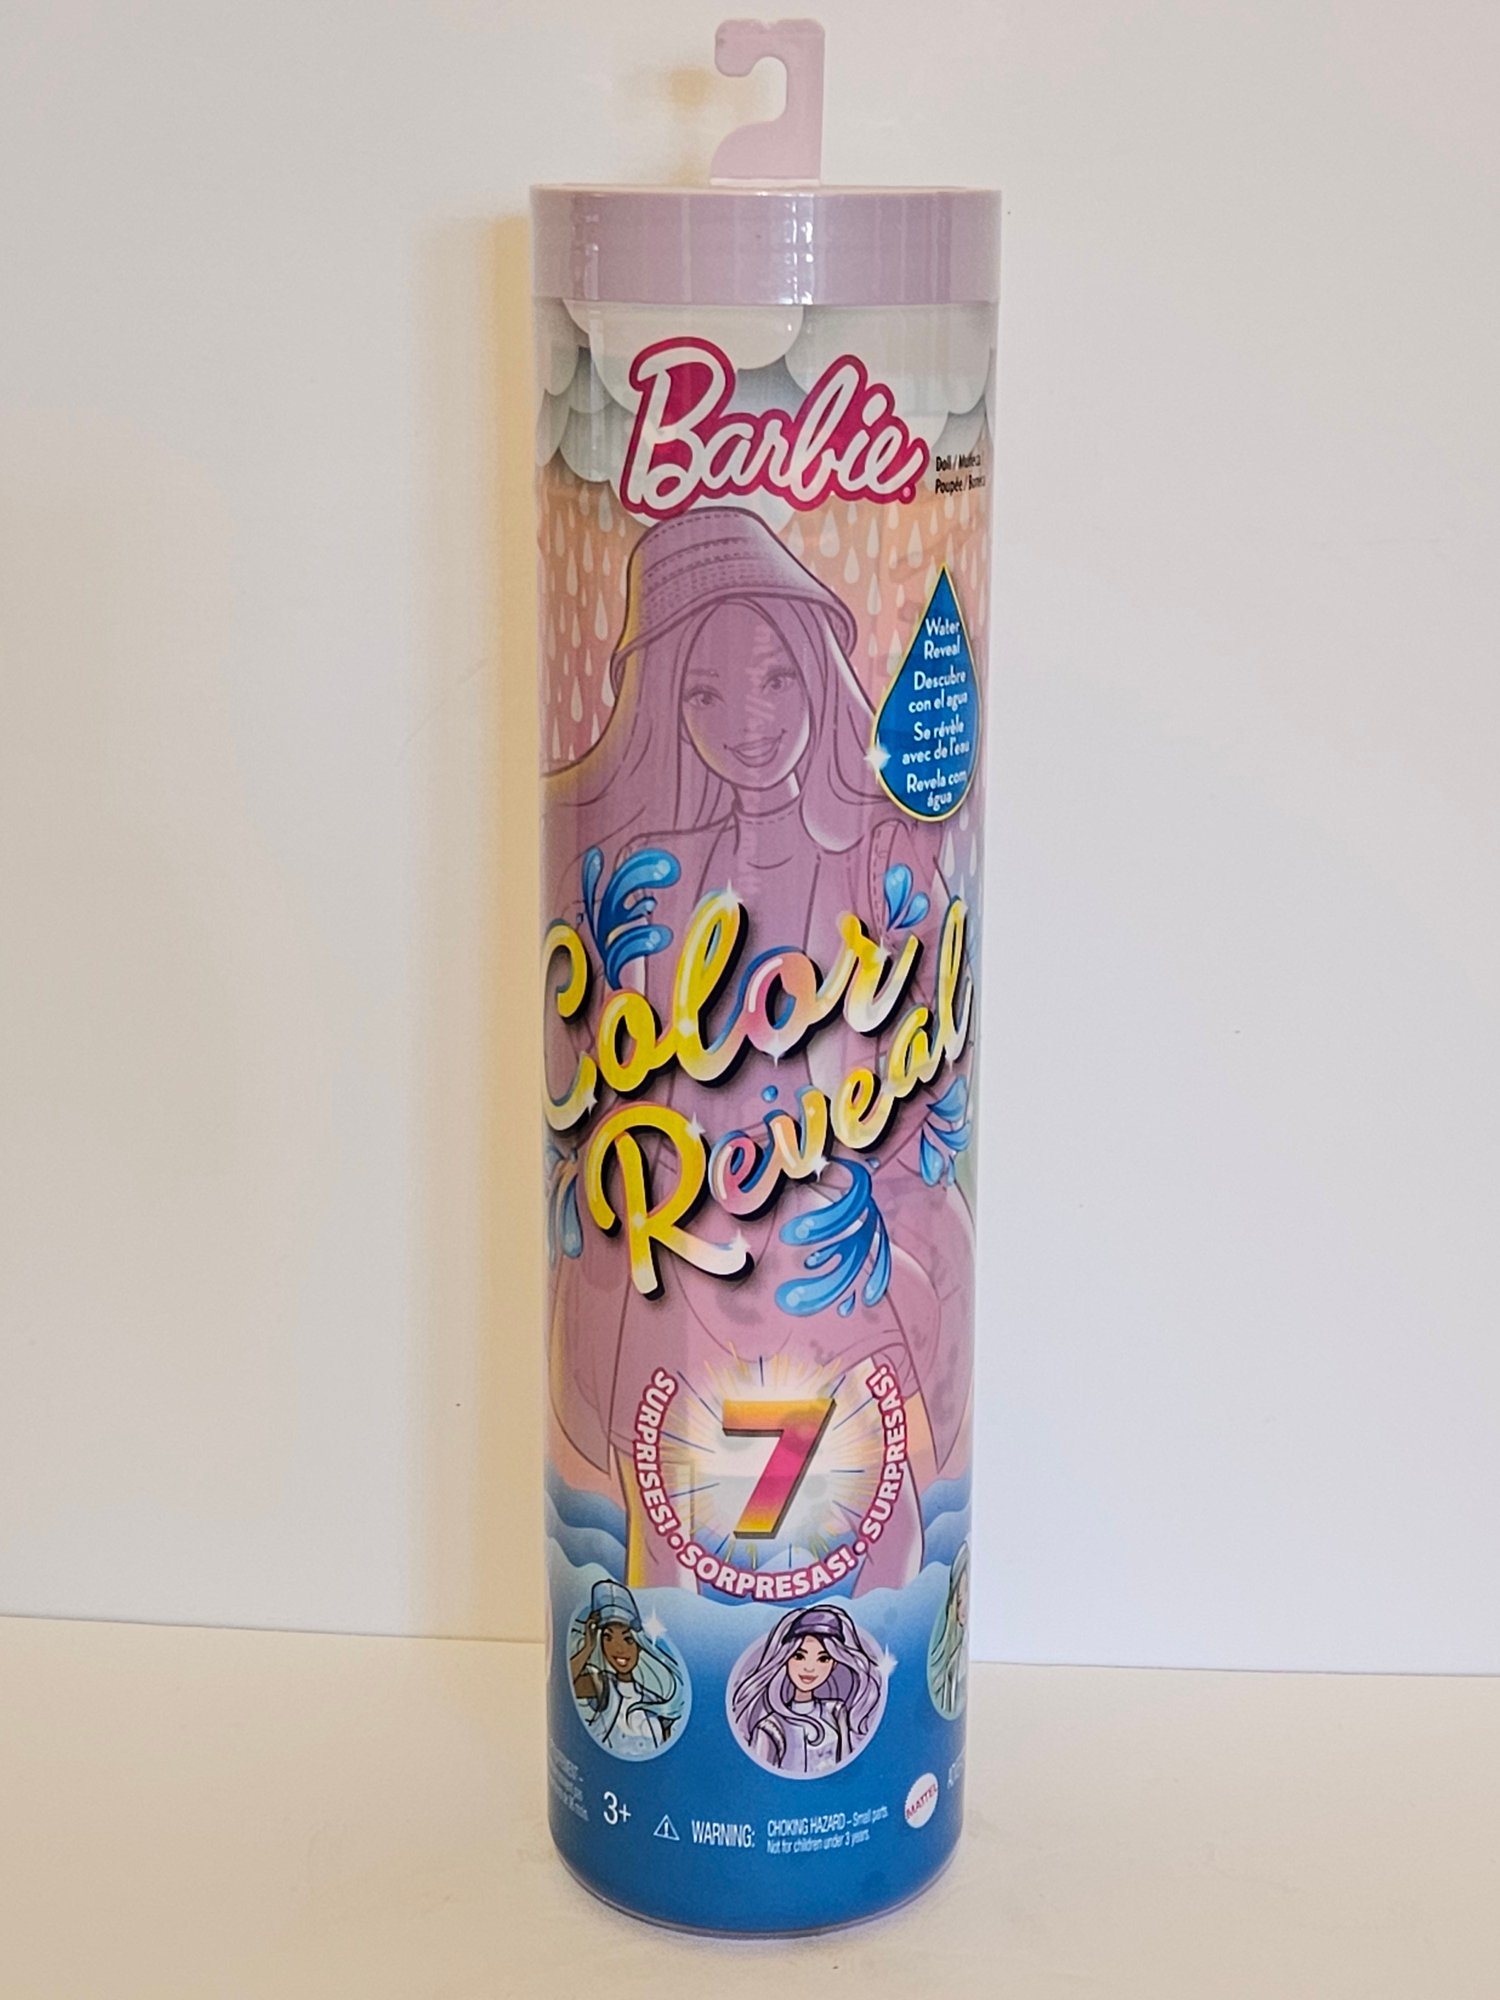 Barbie
Doll / Muñeca
Poupée /
Water
Reveal
Descubre
con el agua
Se révèle
avec de l'eau
Revela com
água
Color
Reveal
7
SURPRISES! • SORPRESAS! • SURPRESAS!
3+
WARNING:
CHOKING HAZARD – Small parts.
Not for children under 3 years.
MATTEL